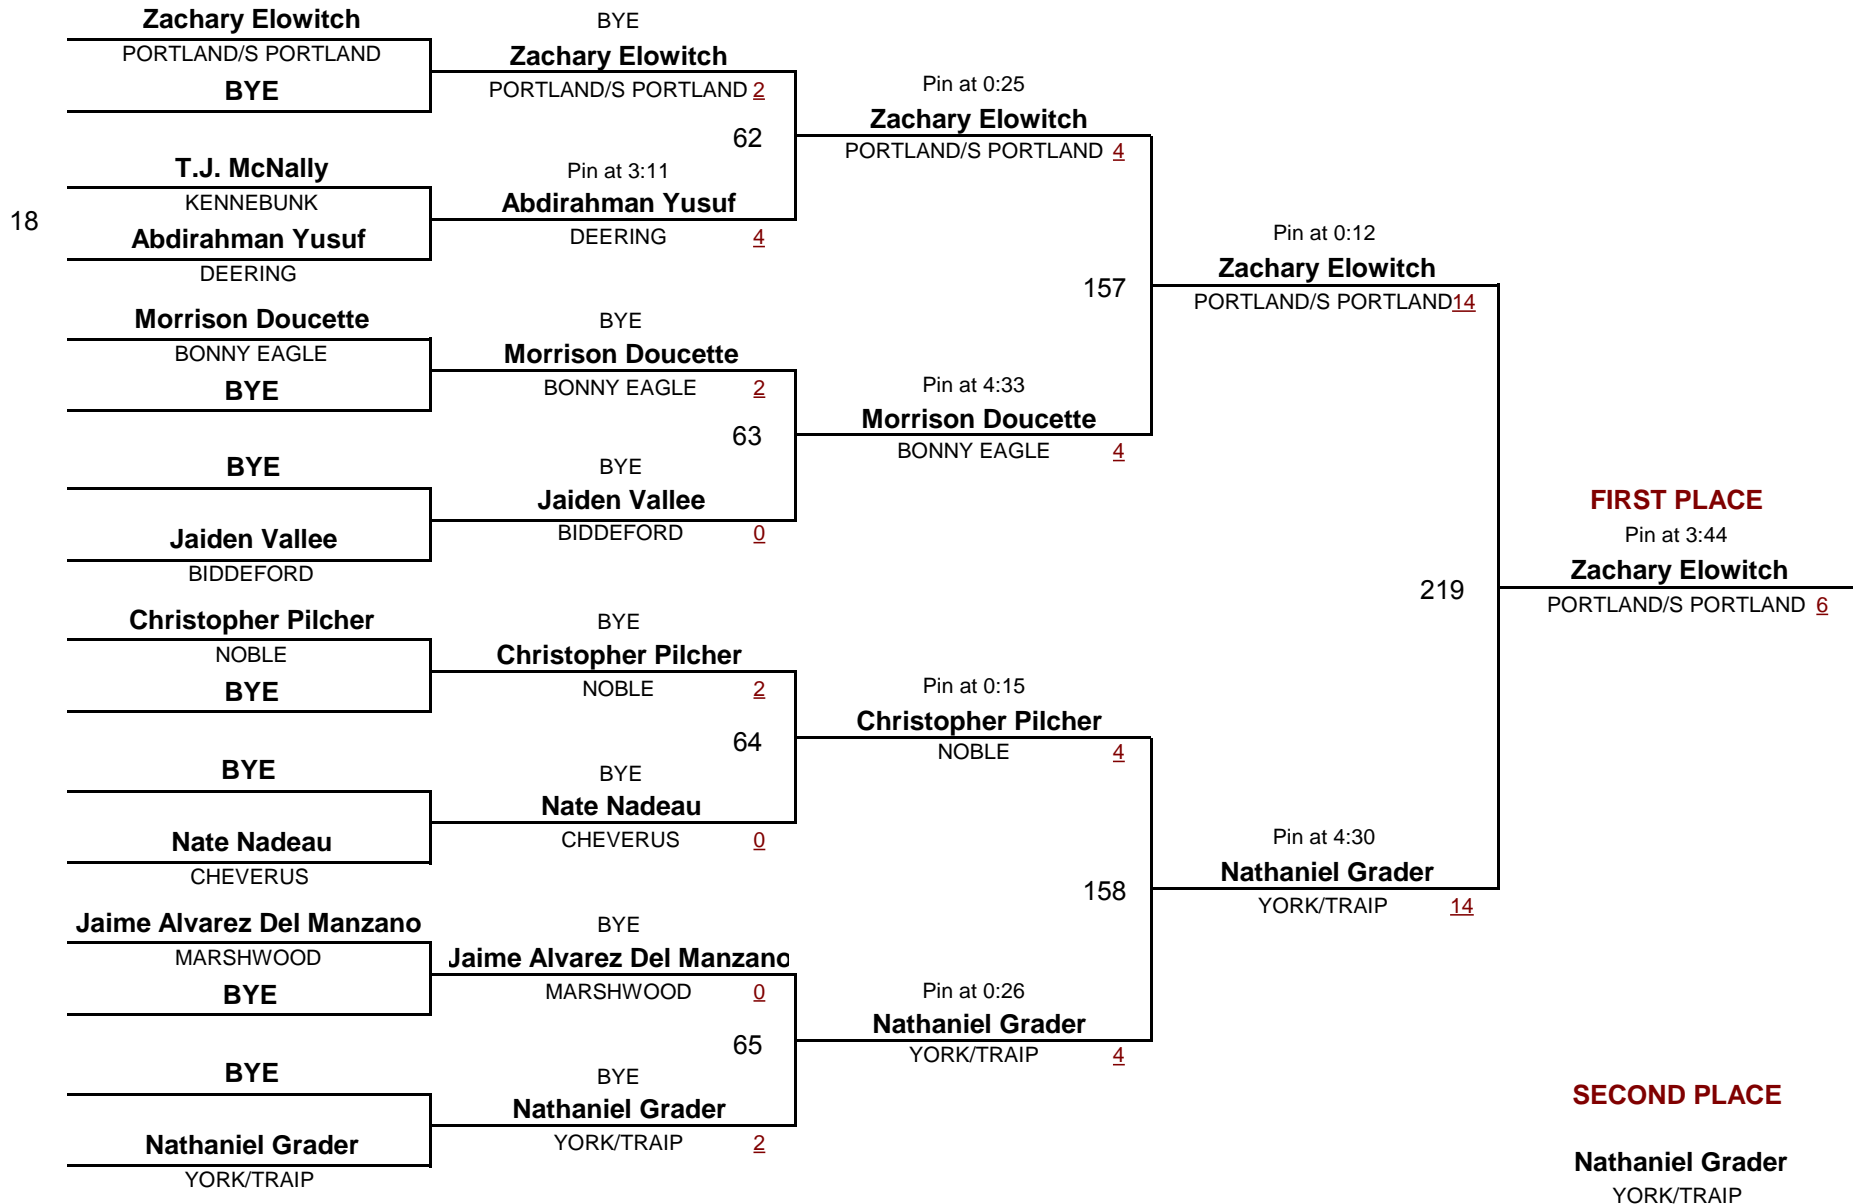 Zachary Elowitch
PORTLAND/S PORTLAND
BYE
18
T.J. McNally
KENNEBUNK
Abdirahman Yusuf
DEERING
Morrison Doucette
BONNY EAGLE
BYE
BYE
Jaiden Vallee
BIDDEFORD
Christopher Pilcher
NOBLE
BYE
BYE
Nate Nadeau
CHEVERUS
Jaime Alvarez Del Manzano
MARSHWOOD
BYE
BYE
Nathaniel Grader
YORK/TRAIP
BYE
Zachary Elowitch
PORTLAND/S PORTLAND 2
62
Pin at 3:11
Abdirahman Yusuf
DEERING 4
BYE
Morrison Doucette
BONNY EAGLE 2
63
BYE
Jaiden Vallee
BIDDEFORD 0
BYE
Christopher Pilcher
NOBLE 2
64
BYE
Nate Nadeau
CHEVERUS 0
BYE
Jaime Alvarez Del Manzano
MARSHWOOD 0
65
BYE
Nathaniel Grader
YORK/TRAIP 2
Pin at 0:25
Zachary Elowitch
PORTLAND/S PORTLAND 4
157
Pin at 4:33
Morrison Doucette
BONNY EAGLE 4
Pin at 0:15
Christopher Pilcher
NOBLE 4
158
Pin at 0:26
Nathaniel Grader
YORK/TRAIP 4
Pin at 0:12
Zachary Elowitch
PORTLAND/S PORTLAND14
219
Pin at 4:30
Nathaniel Grader
YORK/TRAIP 14
FIRST PLACE
Pin at 3:44
Zachary Elowitch
PORTLAND/S PORTLAND 6
SECOND PLACE
Nathaniel Grader
YORK/TRAIP